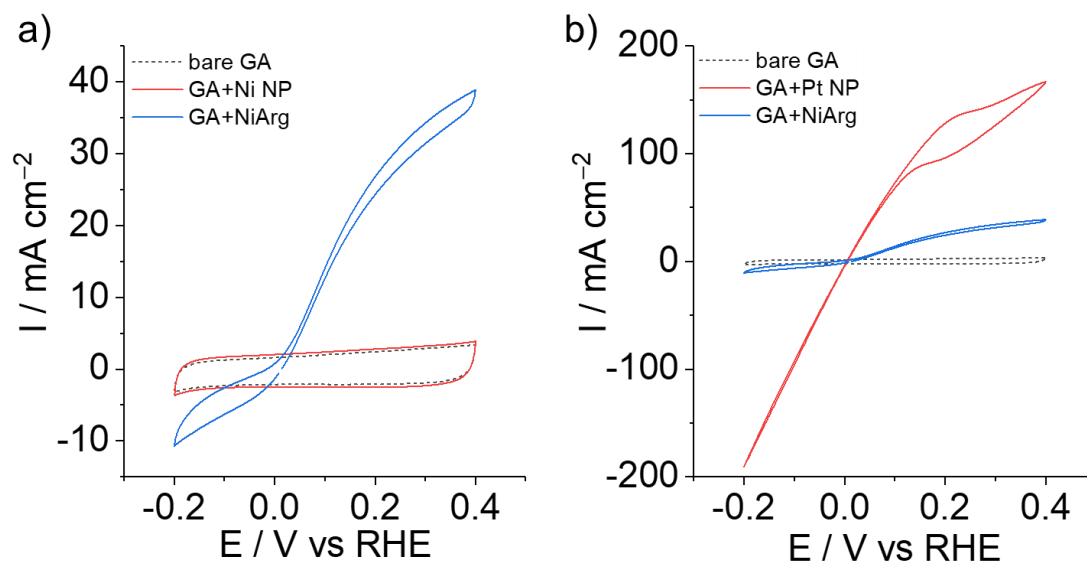 a)
bare GA
GA+Ni NP
GA+NiArg
40
30
20
10
0
-10
I / mA cm⁻²
-0.2 0.0 0.2 0.4
E / V vs RHE
b)
bare GA
GA+Pt NP
GA+NiArg
200
100
0
-100
-200
I / mA cm⁻²
-0.2 0.0 0.2 0.4
E / V vs RHE